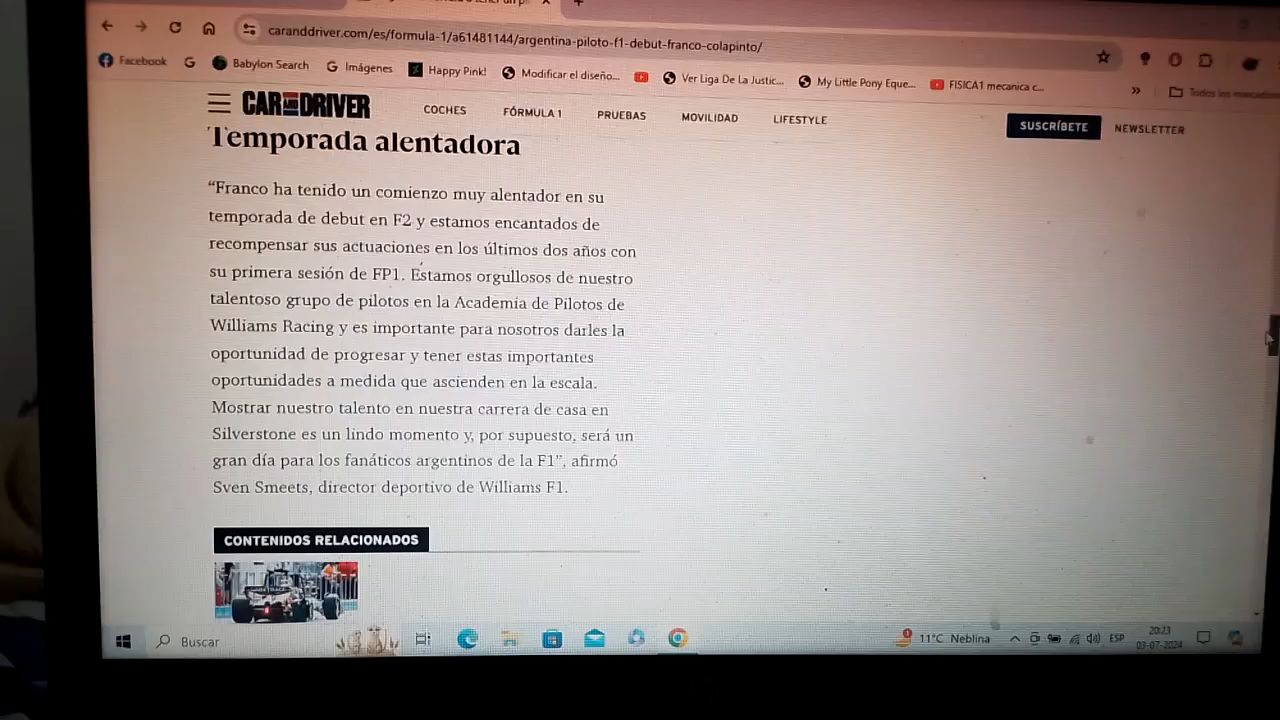 caranddriver.com/es/formula-1/a61481144/argentina-piloto-f1-debut-franco-colapinto/
Facebook
Babylon Search
Imágenes
Happy Pink!
Modificar el diseño...
Ver Liga De La Justic...
My Little Pony Eque...
FISICA1 mecanica c...
»
Todos los marcadores
CAR AND DRIVER
COCHES
FÓRMULA 1
PRUEBAS
MOVILIDAD
LIFESTYLE
SUSCRÍBETE
NEWSLETTER
Temporada alentadora
“Franco ha tenido un comienzo muy alentador en su
temporada de debut en F2 y estamos encantados de
recompensar sus actuaciones en los últimos dos años con
su primera sesión de FP1. Estamos orgullosos de nuestro
talentoso grupo de pilotos en la Academia de Pilotos de
Williams Racing y es importante para nosotros darles la
oportunidad de progresar y tener estas importantes
oportunidades a medida que ascienden en la escala.
Mostrar nuestro talento en nuestra carrera de casa en
Silverstone es un lindo momento y, por supuesto, será un
gran día para los fanáticos argentinos de la F1”, afirmó
Sven Smeets, director deportivo de Williams F1.
CONTENIDOS RELACIONADOS
Buscar
11°C Neblina
ESP
20:23
03-07-2024